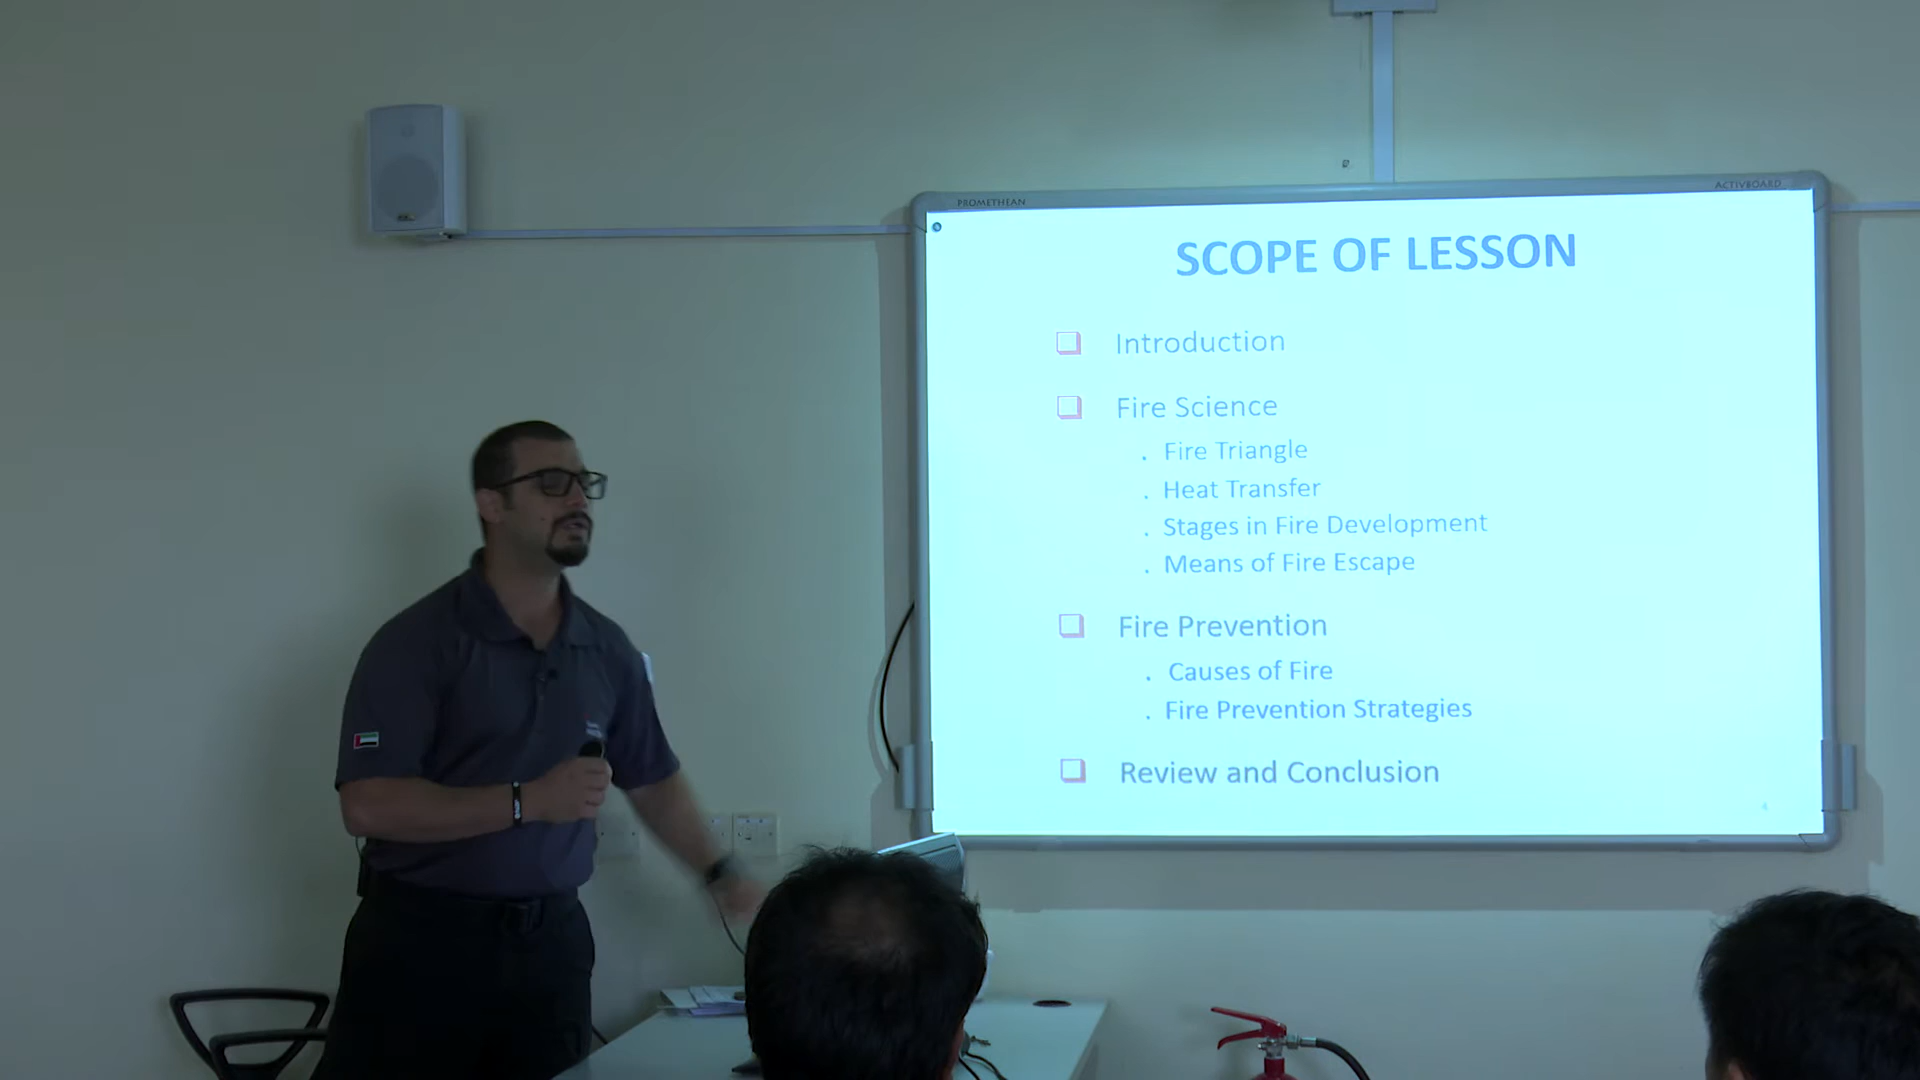 PROMETHEAN
ACTIVBOARD
SCOPE OF LESSON
Introduction
Fire Science
. Fire Triangle
. Heat Transfer
. Stages in Fire Development
. Means of Fire Escape
Fire Prevention
. Causes of Fire
. Fire Prevention Strategies
Review and Conclusion